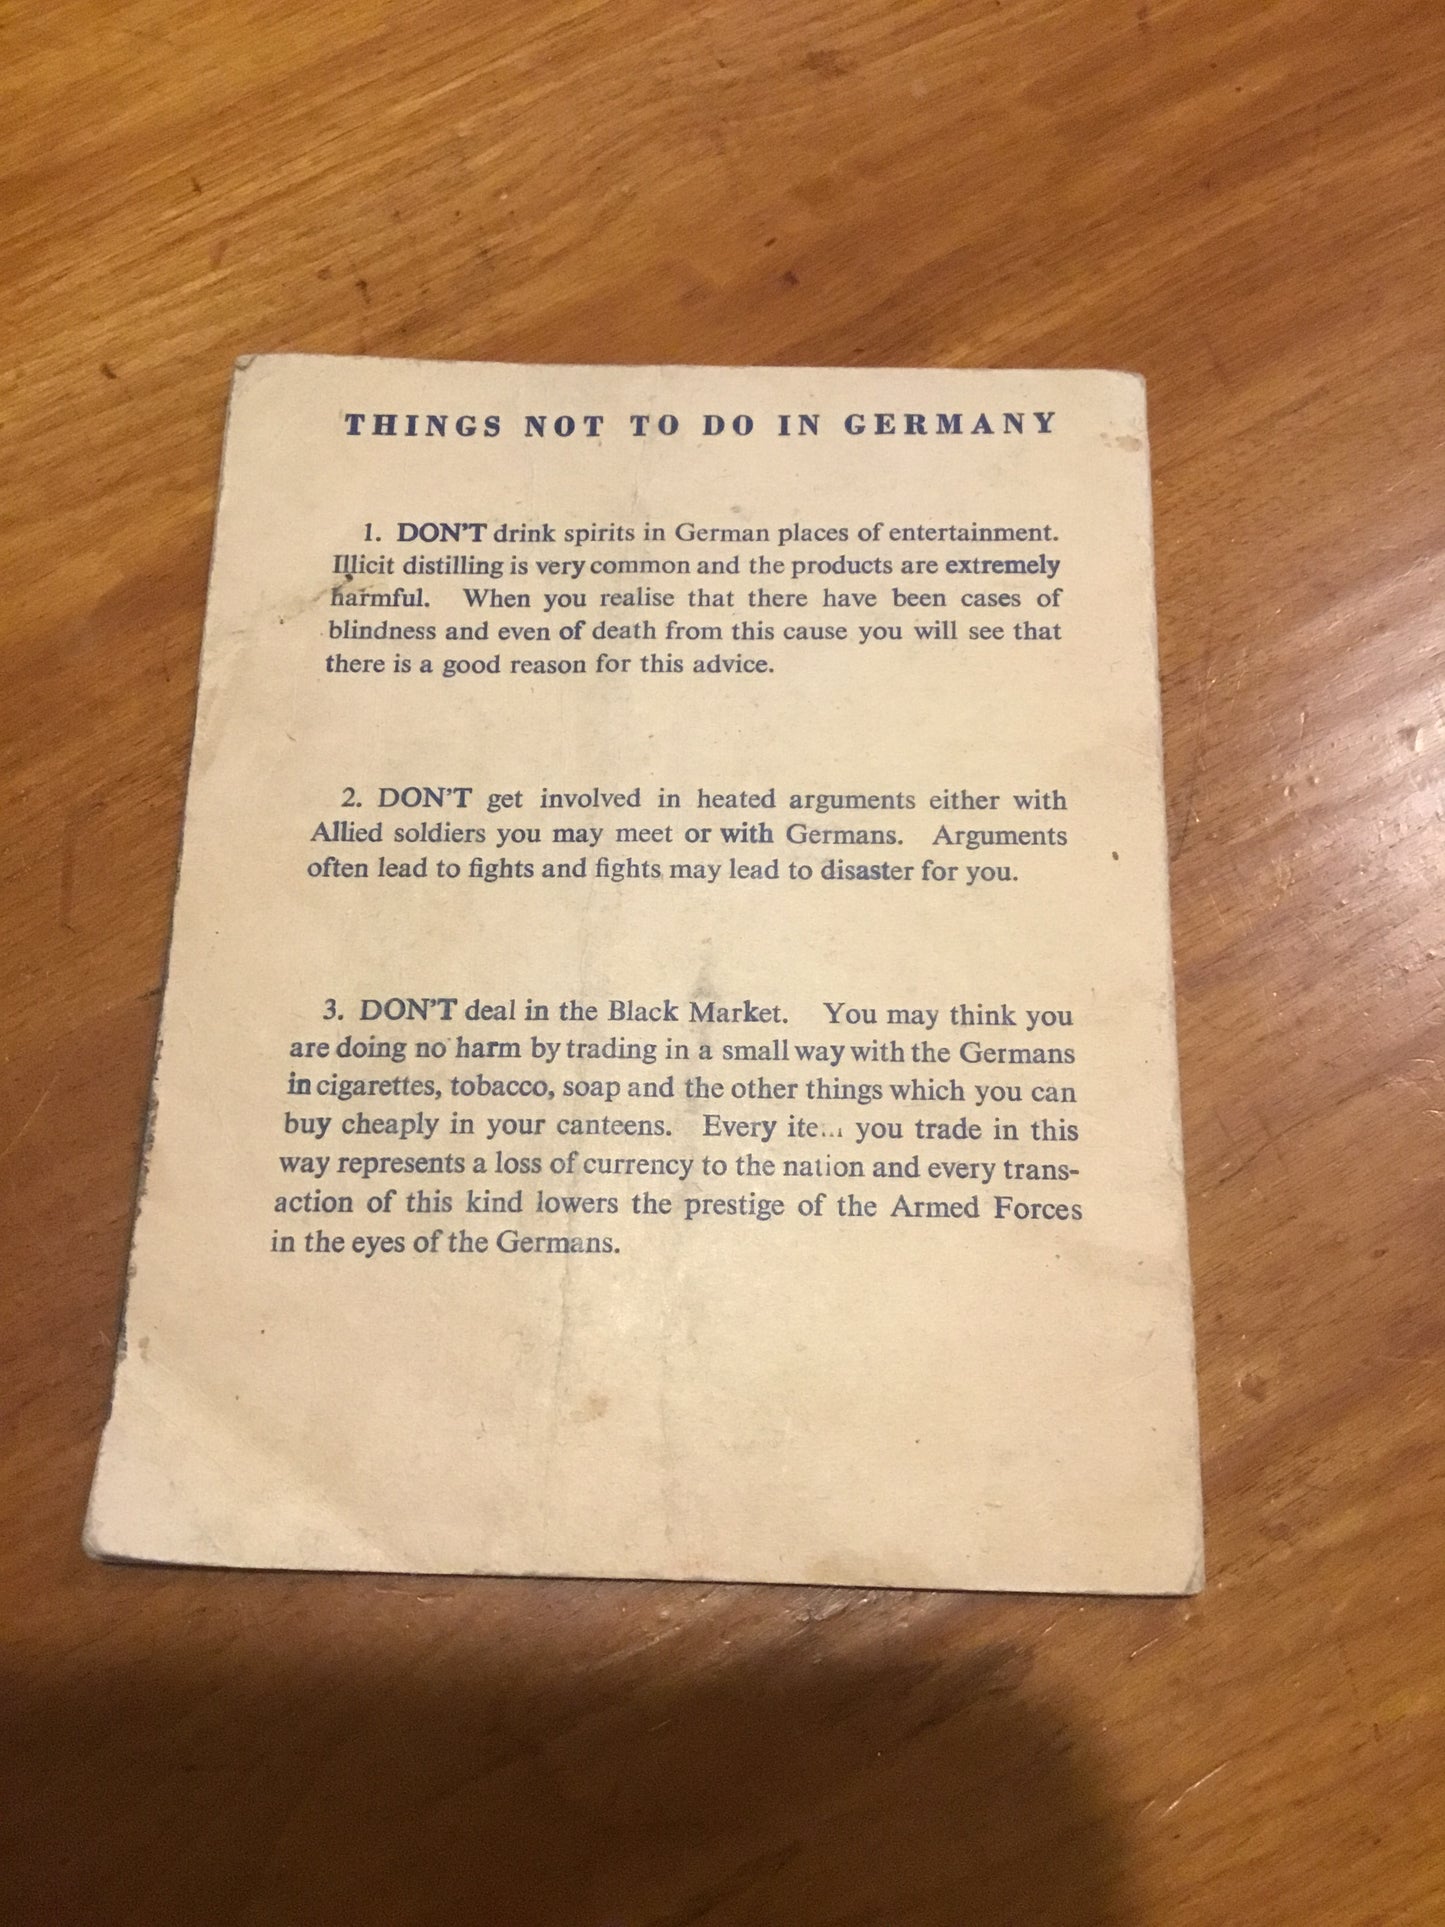 THINGS NOT TO DO IN GERMANY
1. DON'T drink spirits in German places of entertainment.
Illicit distilling is very common and the products are extremely
harmful. When you realise that there have been cases of
blindness and even of death from this cause you will see that
there is a good reason for this advice.
2. DON'T get involved in heated arguments either with
Allied soldiers you may meet or with Germans. Arguments
often lead to fights and fights may lead to disaster for you.
3. DON'T deal in the Black Market. You may think you
are doing no harm by trading in a small way with the Germans
in cigarettes, tobacco, soap and the other things which you can
buy cheaply in your canteens. Every item you trade in this
way represents a loss of currency to the nation and every trans-
action of this kind lowers the prestige of the Armed Forces
in the eyes of the Germans.